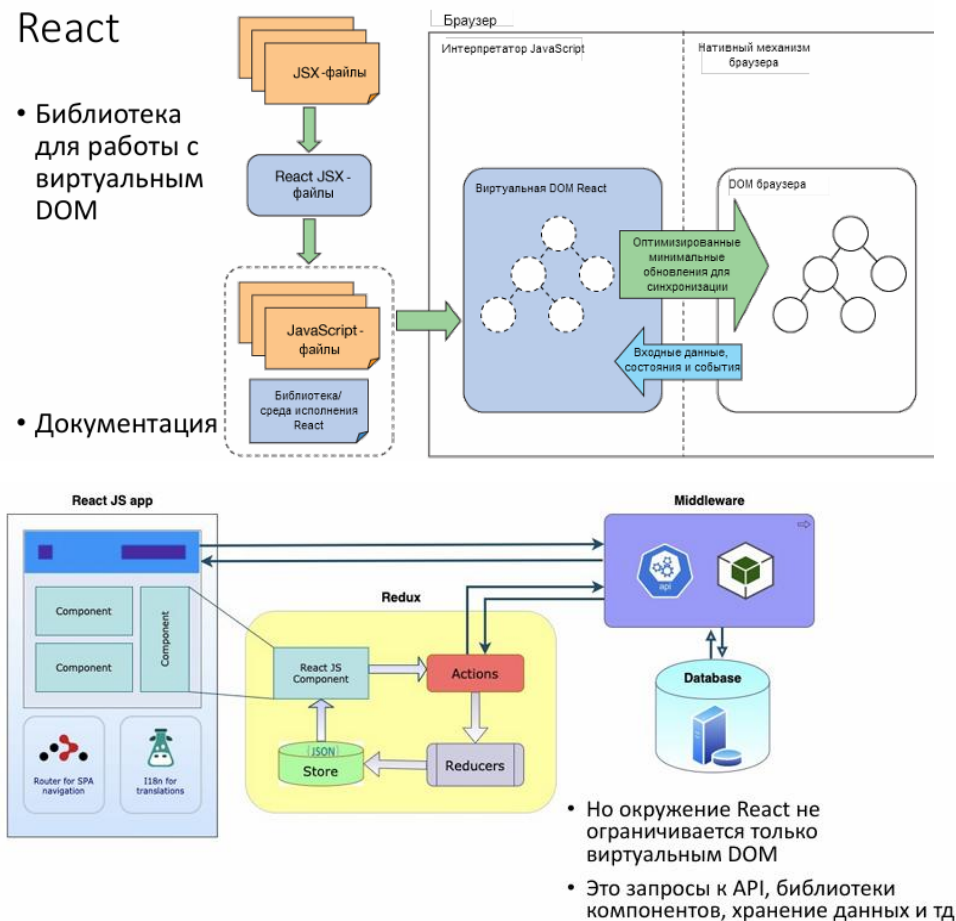 React
• Библиотека
для работы с
виртуальным
DOM
• Документация
JSX-файлы
React JSX -
файлы
JavaScript-
файлы
Библиотека/
среда исполнения
React
Браузер
Интерпретатор JavaScript
Нативный механизм
браузера
Виртуальная DOM React
DOM браузера
Оптимизированные
минимальные
обновления для
синхронизации
Входные данные,
состояния и события
React JS app
Component
Component
Component
Router for SPA
navigation
I18n for
translations
Redux
React JS
Component
Actions
{JSON}
Store
Reducers
Middleware
api
Database
• Но окружение React не
ограничивается только
виртуальным DOM
• Это запросы к API, библиотеки
компонентов, хранение данных и тд